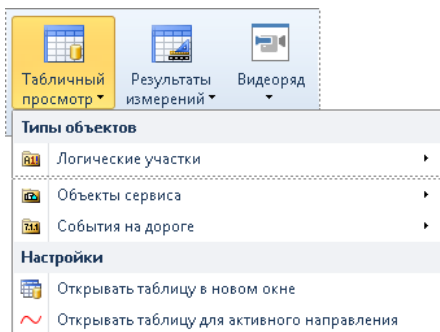 Табличный просмотр
Результаты измерений
Видеоряд
Типы объектов
Логические участки
Объекты сервиса
События на дороге
Настройки
Открывать таблицу в новом окне
Открывать таблицу для активного направления